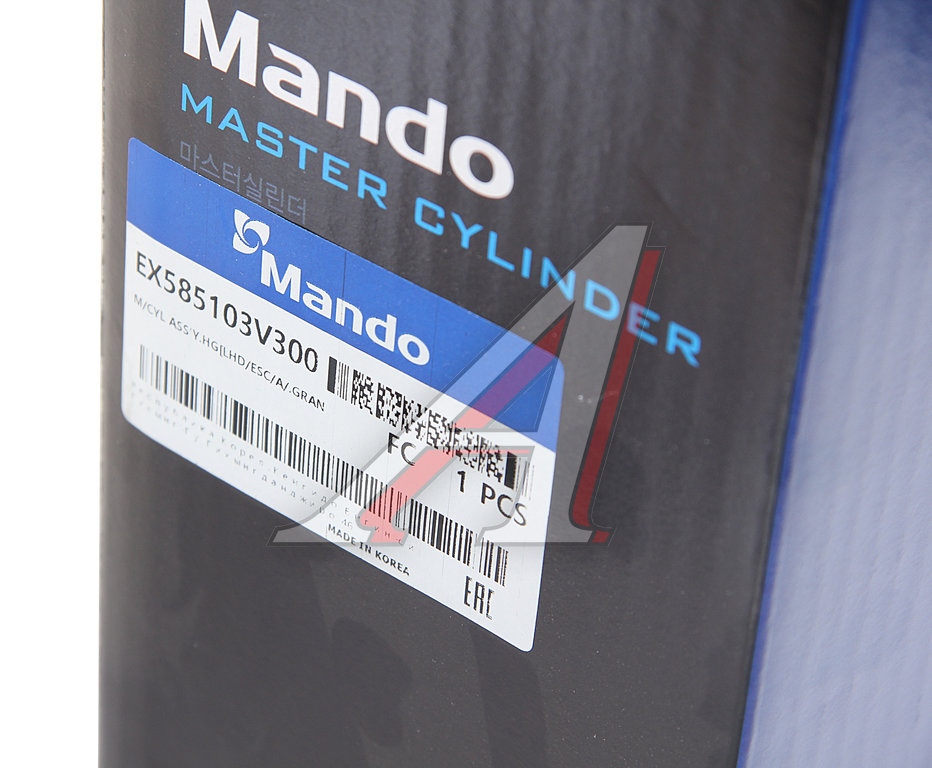 Mando
MASTER CYLINDER
마스터실린더
Mando
EX585103V300
M/CYL ASS'Y.HG(LHD/ESC/A/.GRAN
FC
1 PCS
MADE IN KOREA
EAC